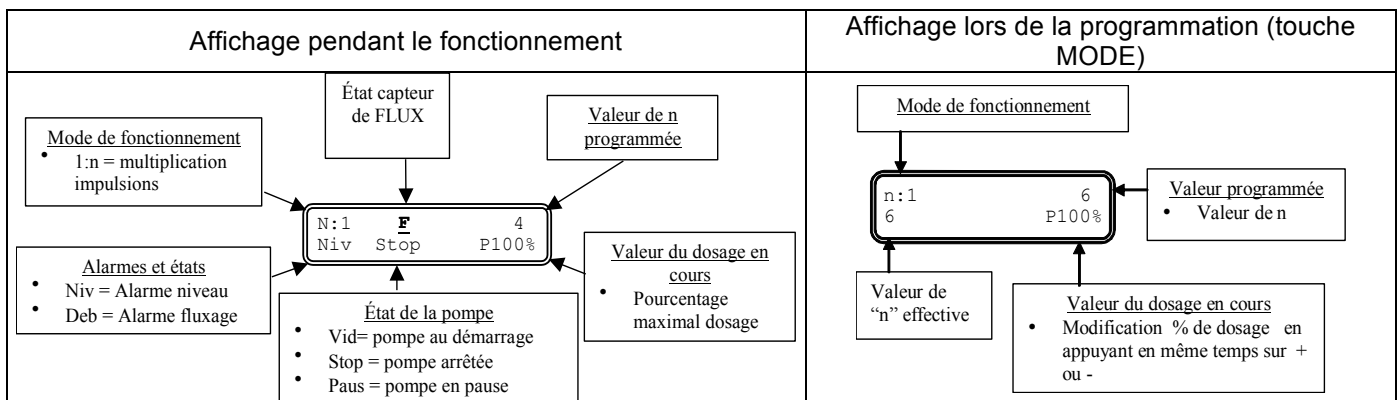 Affichage pendant le fonctionnement
Affichage lors de la programmation (touche
MODE)
État capteur
de FLUX
Mode de fonctionnement
• 1:n = multiplication
impulsions
Valeur de n
programmée
N:1 F 4
Niv Stop P100%
Alarmes et états
• Niv = Alarme niveau
• Deb = Alarme fluxage
État de la pompe
• Vid= pompe au démarrage
• Stop = pompe arrêtée
• Paus = pompe en pause
Valeur du dosage en
cours
• Pourcentage
maximal dosage
Mode de fonctionnement
n:1 6
6 P100%
Valeur programmée
• Valeur de n
Valeur de
“n” effective
Valeur du dosage en cours
• Modification % de dosage en
appuyant en même temps sur +
ou -